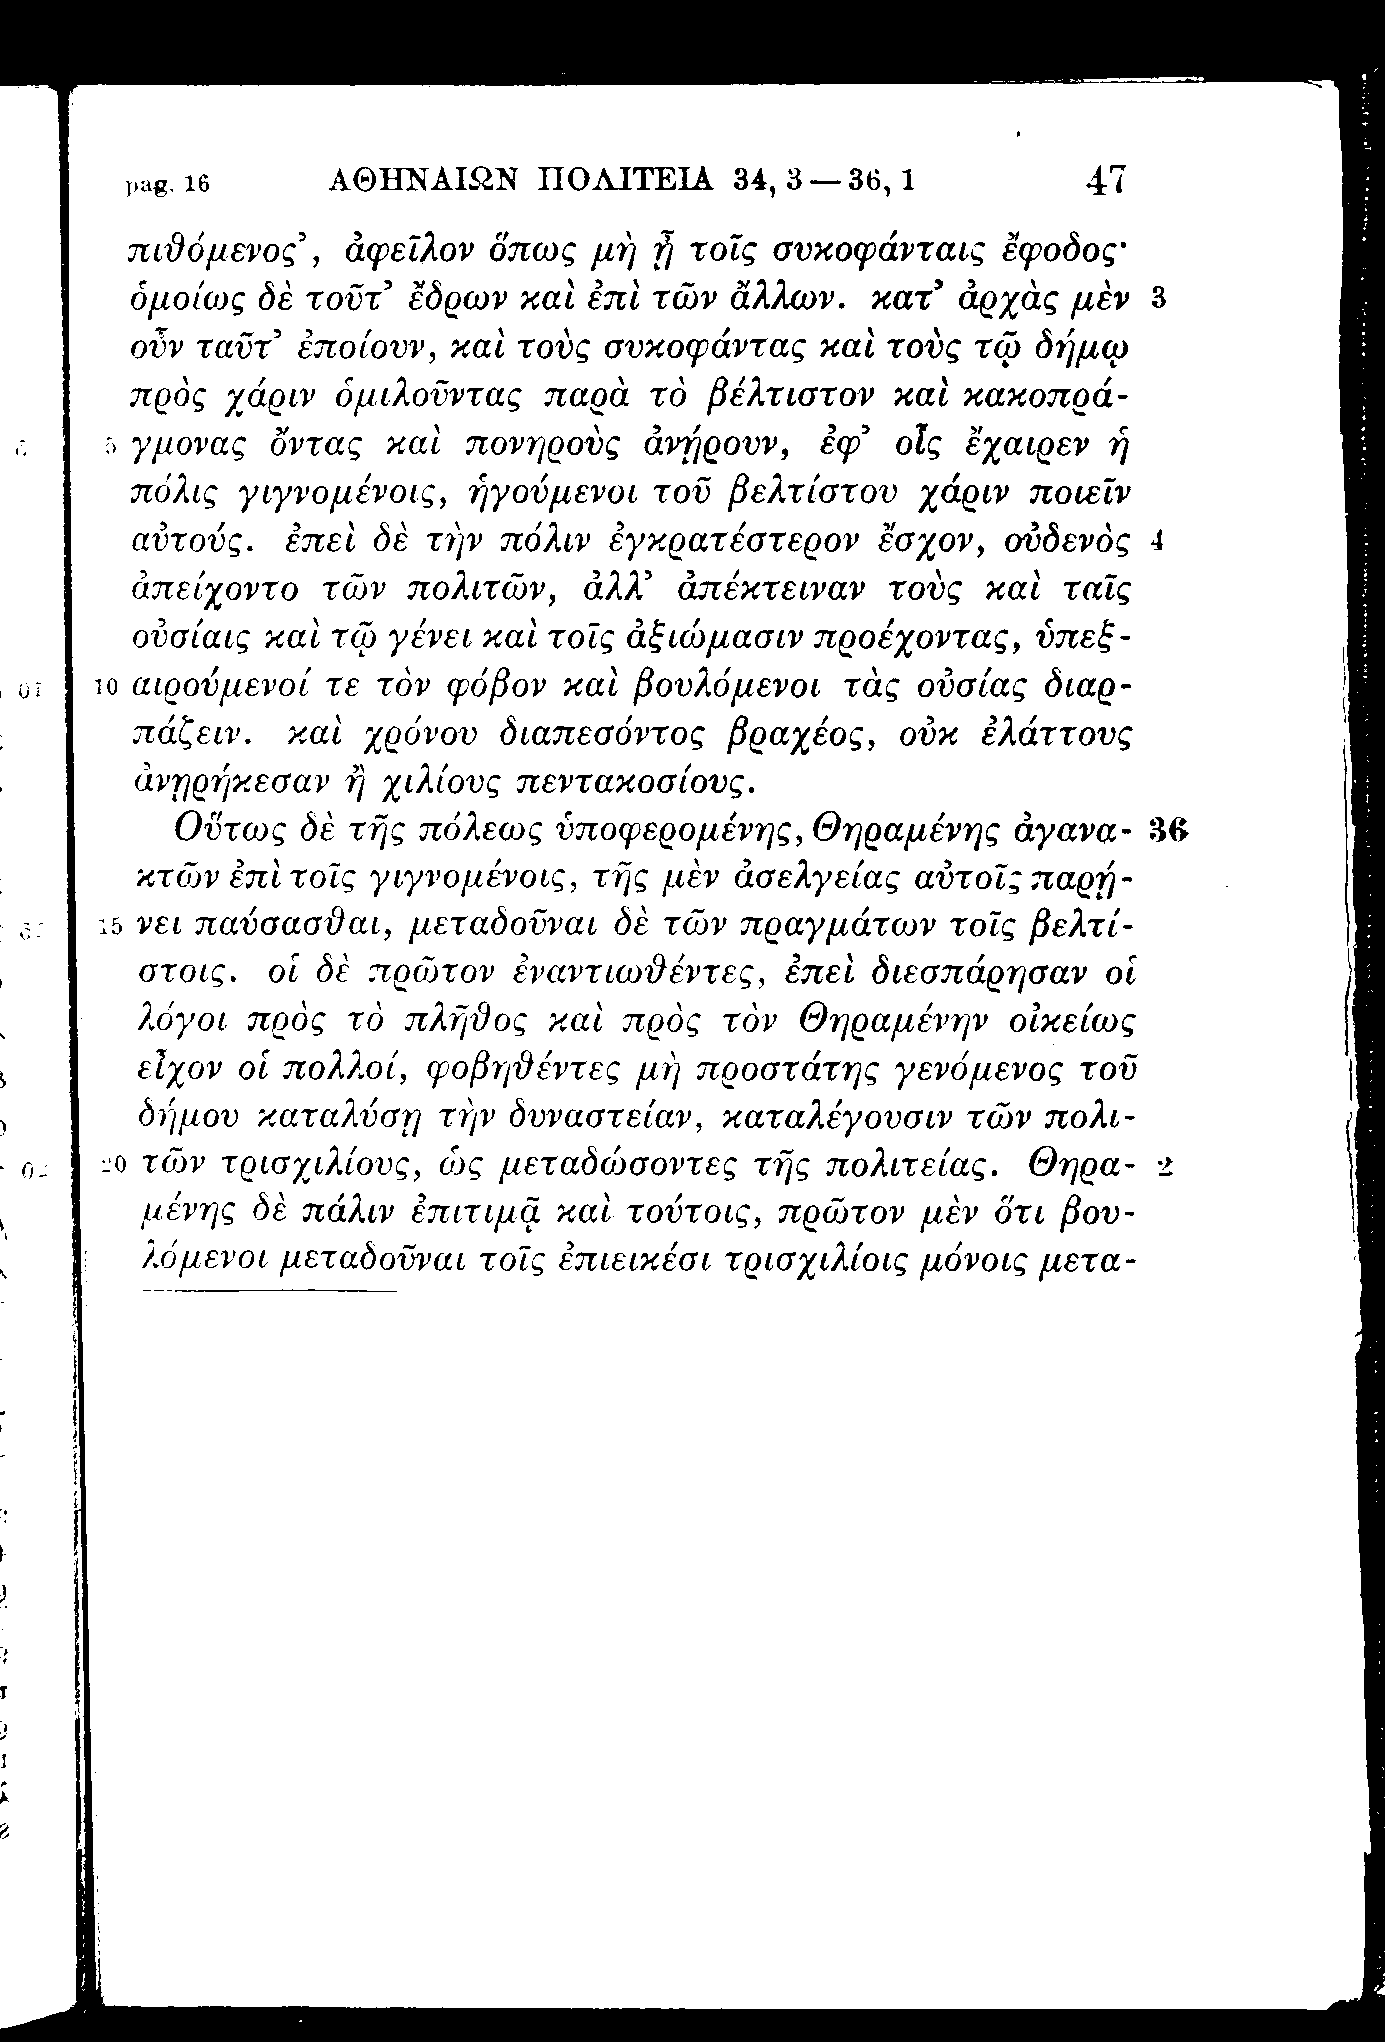 pag. 16 ΑΘΗΝΑΙΩΝ ΠΟΛΙΤΕΙΑ 34, 3 — 36, 1 47
πιθόμενος’, ἀφεῖλον ὅπως μὴ ᾖ τοῖς συκοφάνταις ἔφοδος·
ὁμοίως δὲ τοῦτ’ ἔδρων καὶ ἐπὶ τῶν ἄλλων. κατ’ ἀρχὰς μὲν 3
οὖν ταῦτ’ ἐποίουν, καὶ τοὺς συκοφάντας καὶ τοὺς τῷ δήμῳ
πρὸς χάριν ὁμιλοῦντας παρὰ τὸ βέλτιστον καὶ κακοπρά-
5 γμονας ὄντας καὶ πονηροὺς ἀνῄρουν, ἐφ’ οἷς ἔχαιρεν ἡ
πόλις γιγνομένοις, ἡγούμενοι τοῦ βελτίστου χάριν ποιεῖν
αὐτούς. ἐπεὶ δὲ τὴν πόλιν ἐγκρατέστερον ἔσχον, οὐδενὸς 4
ἀπείχοντο τῶν πολιτῶν, ἀλλ’ ἀπέκτειναν τοὺς καὶ ταῖς
οὐσίαις καὶ τῷ γένει καὶ τοῖς ἀξιώμασιν προέχοντας, ὑπεξ-
10 αιρούμενοί τε τὸν φόβον καὶ βουλόμενοι τὰς οὐσίας διαρ-
πάζειν. καὶ χρόνου διαπεσόντος βραχέος, οὐκ ἐλάττους
ἀνῃρήκεσαν ἢ χιλίους πεντακοσίους.
Οὕτως δὲ τῆς πόλεως ὑποφερομένης, Θηραμένης ἀγανα- 36
κτῶν ἐπὶ τοῖς γιγνομένοις, τῆς μὲν ἀσελγείας αὐτοῖς παρῄ-
15 νει παύσασθαι, μεταδοῦναι δὲ τῶν πραγμάτων τοῖς βελτί-
στοις. οἱ δὲ πρῶτον ἐναντιωθέντες, ἐπεὶ διεσπάρησαν οἱ
λόγοι πρὸς τὸ πλῆθος καὶ πρὸς τὸν Θηραμένην οἰκείως
εἶχον οἱ πολλοί, φοβηθέντες μὴ προστάτης γενόμενος τοῦ
δήμου καταλύσῃ τὴν δυναστείαν, καταλέγουσιν τῶν πολι-
20 τῶν τρισχιλίους, ὡς μεταδώσοντες τῆς πολιτείας. Θηρα- 2
μένης δὲ πάλιν ἐπιτιμᾷ καὶ τούτοις, πρῶτον μὲν ὅτι βου-
λόμενοι μεταδοῦναι τοῖς ἐπιεικέσι τρισχιλίοις μόνοις μετα-